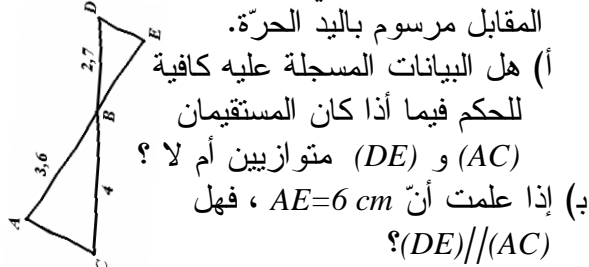 المقابل مرسوم باليد الحرّة.
أ) هل البيانات المسجلة عليه كافية
للحكم فيما أذا كان المستقيمان
(AC) و (DE) متوازيين أم لا ؟
بـ) إذا علمت أنّ AE=6 cm ، فهل
(DE)//(AC)؟
D
E
2,7
B
3,6
4
A
C